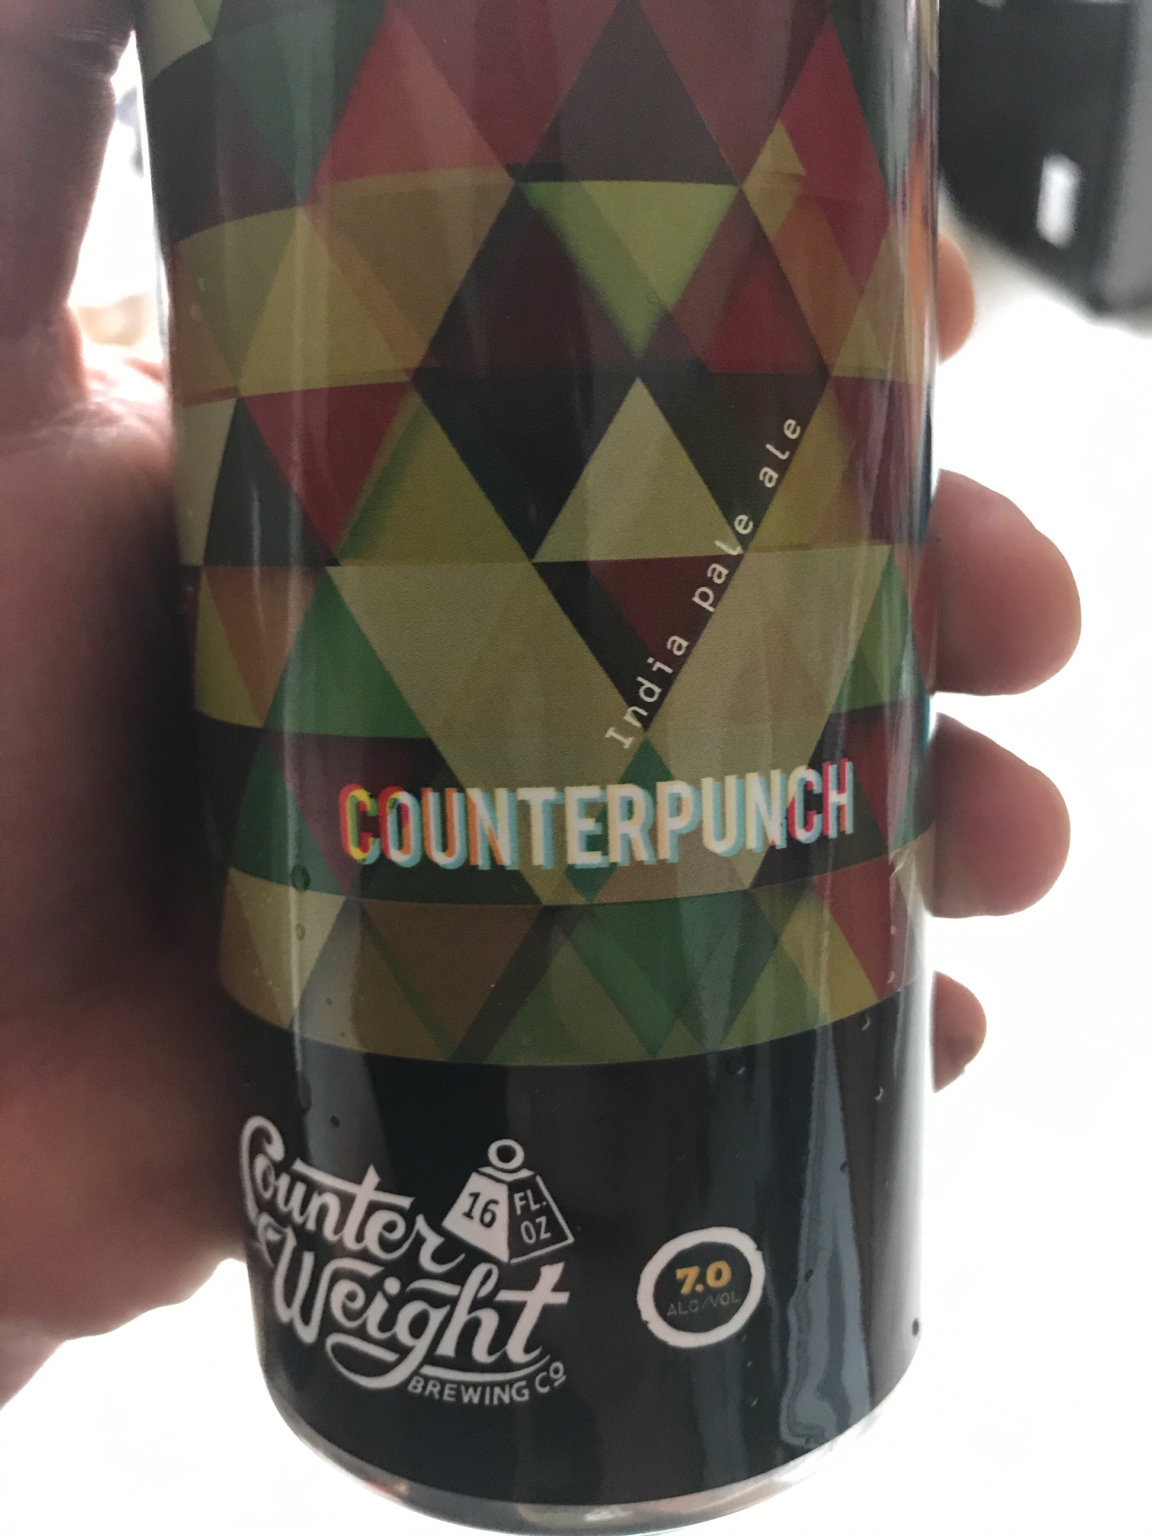 India pale ale
COUNTERPUNCH
Counter
Weight
BREWING Co
16
FL.
OZ
7.0
ALC/VOL